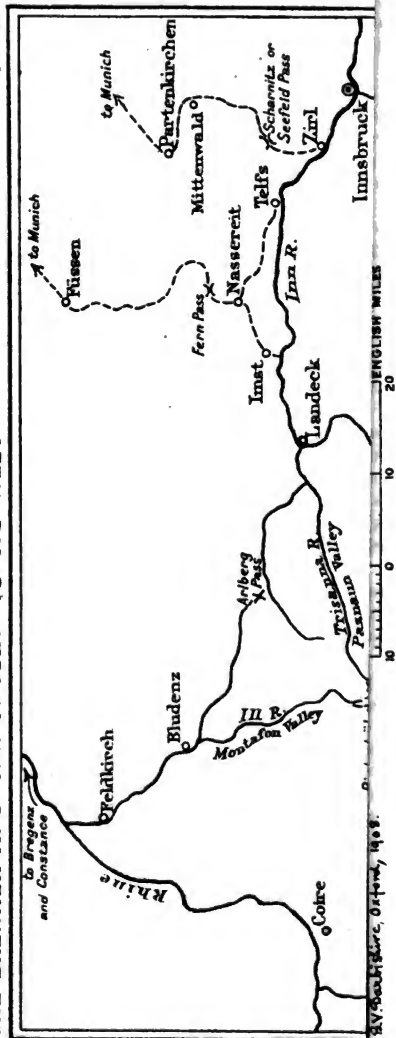 to Bregenz
and Constance
to Munich
Füssen
to Munich
Partenkirchen
Feldkirch
Rhine
Mittenwald
Bludenz
Fern Pass
Nassereit
Arlberg
Pass
Scharnitz or
Seefeld Pass
Ill R.
Montafon Valley
Imst
Telfs
Inn R.
Zirl
Landeck
Coire
Trisanna R.
Paznaun Valley
Innsbruck
10 0 10 20 ENGLISH MILES
B.V. Darbishire, Oxford, 1908.